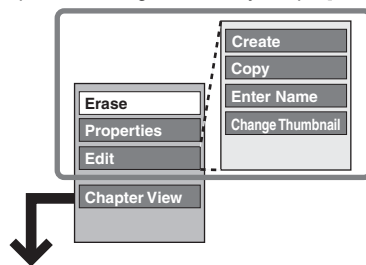 Create
Copy
Enter Name
Change Thumbnail
Erase
Properties
Edit
Chapter View